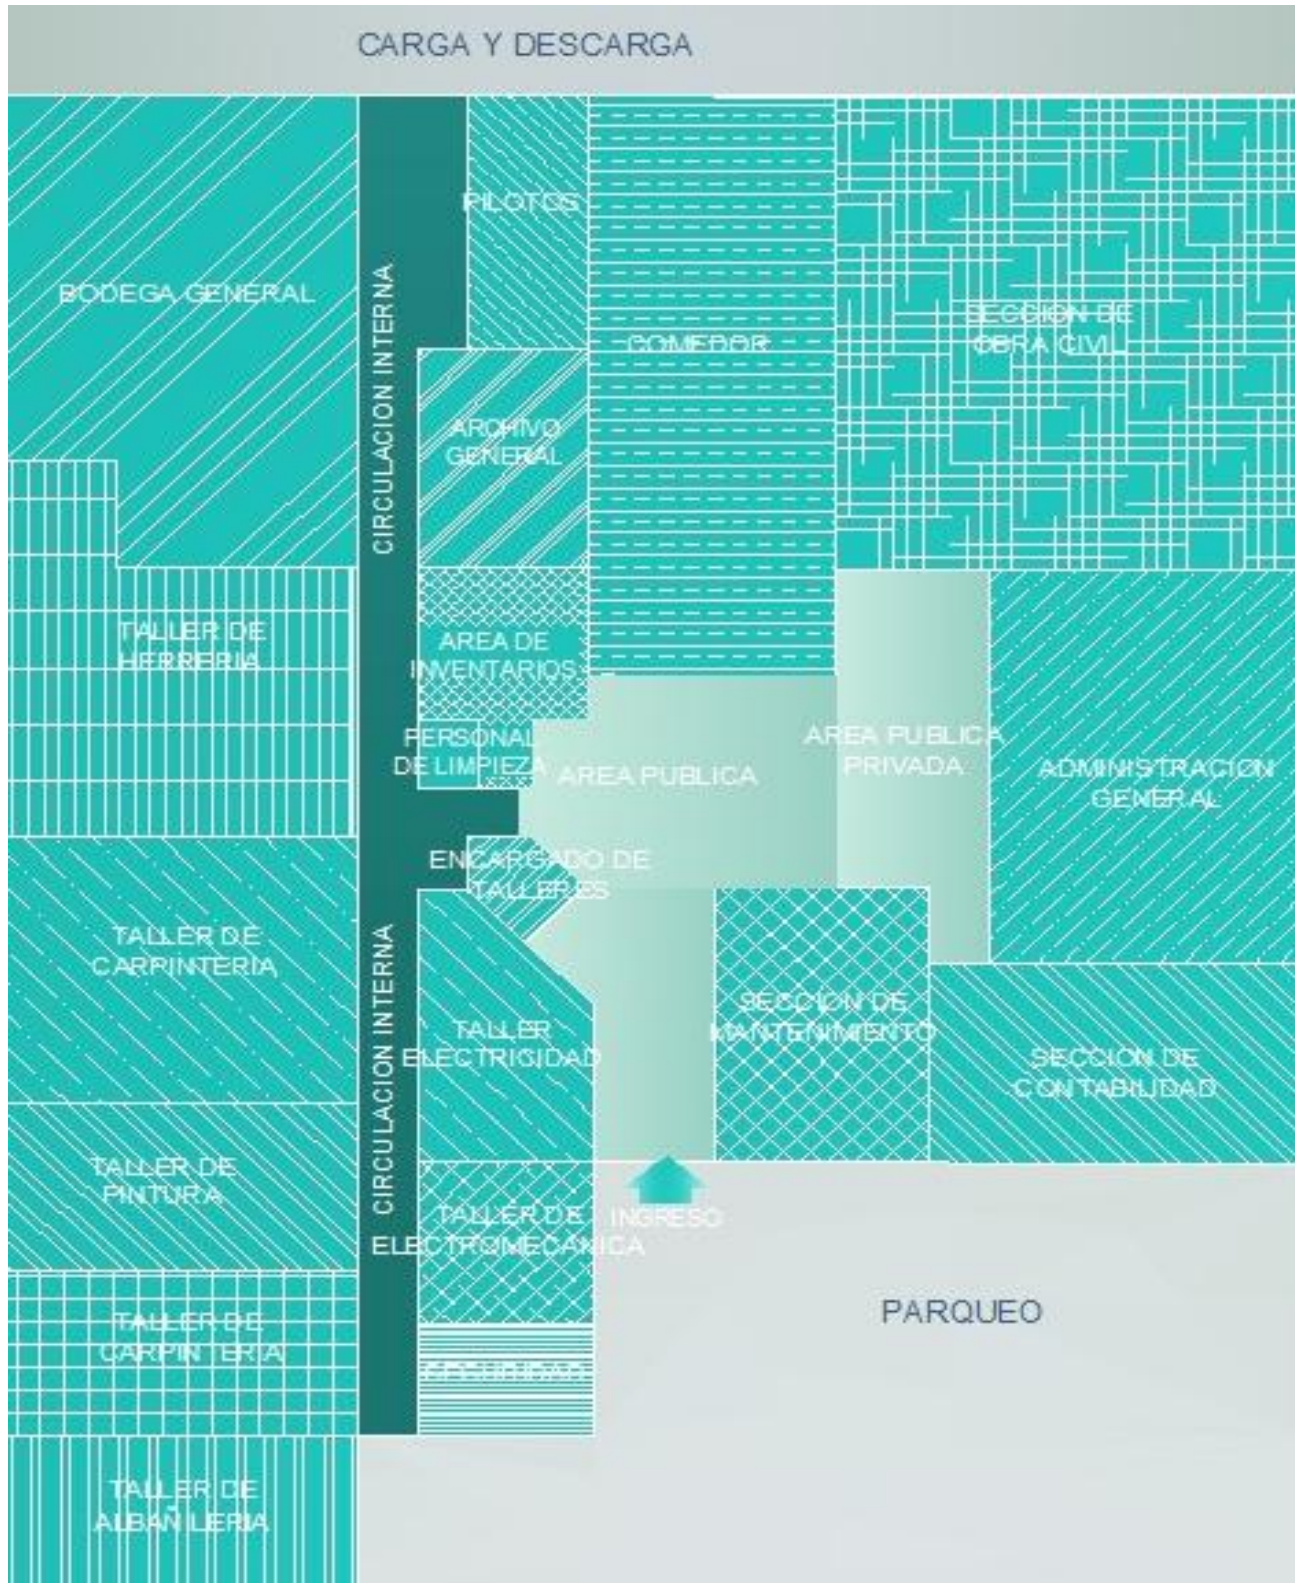 CARGA Y DESCARGA
PILOTOS
BODEGA GENERAL
CIRCULACION INTERNA
COMEDOR
SECCION DE
OBRA CIVIL
ARCHIVO
GENERAL
TALLER DE
HERRERIA
AREA DE
INVENTARIOS
PERSONAL
DE LIMPIEZA
AREA PUBLICA
AREA PUBLICA
PRIVADA
ADMINISTRACION
GENERAL
ENCARGADO DE
TALLERES
TALLER DE
CARPINTERIA
CIRCULACION INTERNA
TALLER
ELECTRICIDAD
SECCION DE
MANTENIMIENTO
SECCION DE
CONTABILIDAD
TALLER DE
PINTURA
TALLER DE
ELECTROMECÁNICA
INGRESO
PARQUEO
TALLER DE
CARPINTERIA
TALLER DE
ALBAÑILERIA